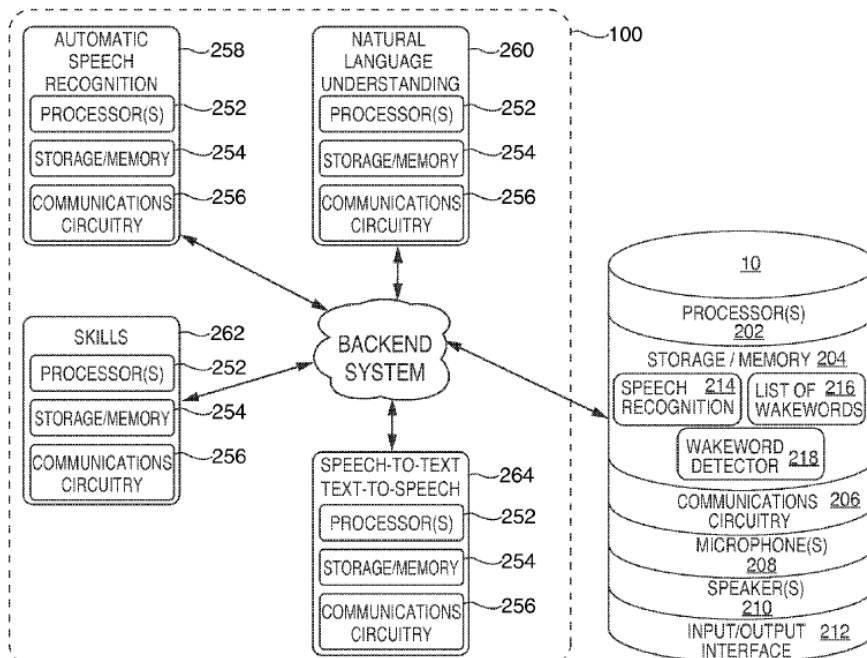 AUTOMATIC
SPEECH
RECOGNITION
258
PROCESSOR(S)
252
STORAGE/MEMORY
254
COMMUNICATIONS
CIRCUITRY
256
NATURAL
LANGUAGE
UNDERSTANDING
260
PROCESSOR(S)
252
STORAGE/MEMORY
254
COMMUNICATIONS
CIRCUITRY
256
100
SKILLS
262
PROCESSOR(S)
252
STORAGE/MEMORY
254
COMMUNICATIONS
CIRCUITRY
256
BACKEND
SYSTEM
SPEECH-TO-TEXT
TEXT-TO-SPEECH
264
PROCESSOR(S)
252
STORAGE/MEMORY
254
COMMUNICATIONS
CIRCUITRY
256
10
PROCESSOR(S)
202
STORAGE / MEMORY 204
SPEECH 214
RECOGNITION
LIST OF 216
WAKEWORDS
WAKEWORD
DETECTOR 218
COMMUNICATIONS
CIRCUITRY 206
MICROPHONE(S)
208
SPEAKER(S)
210
INPUT/OUTPUT
INTERFACE 212